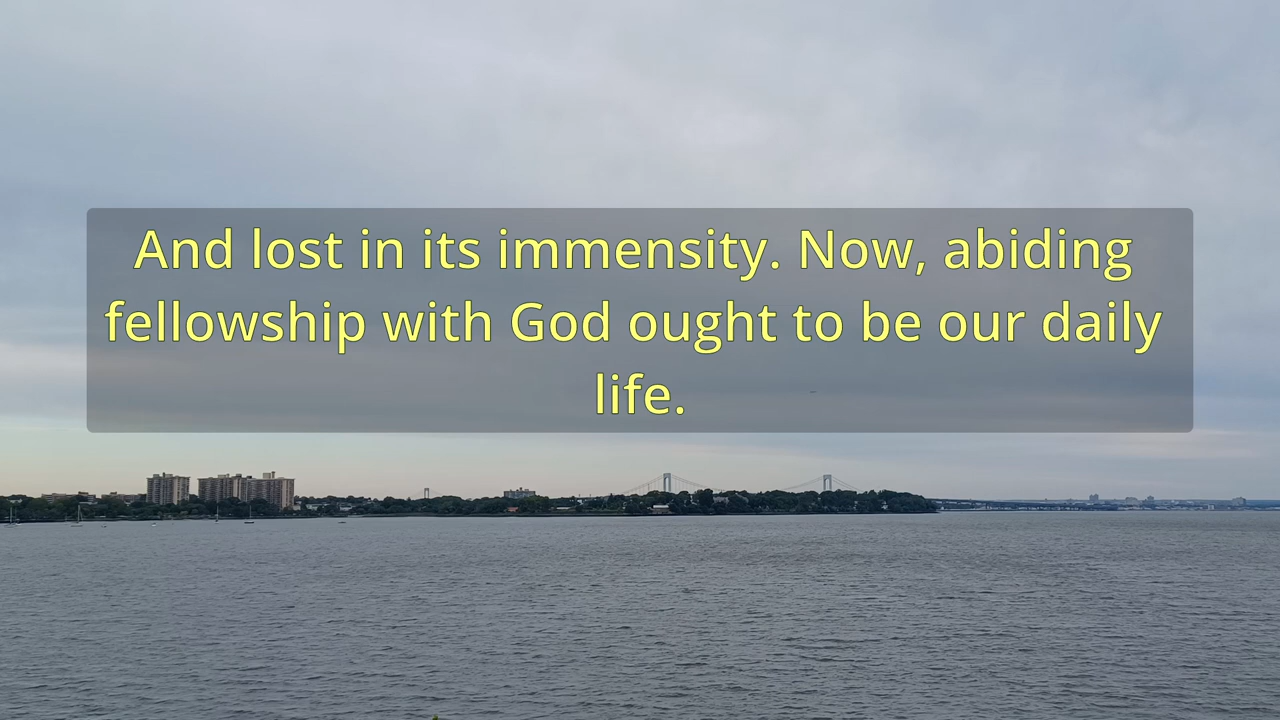 And lost in its immensity. Now, abiding
fellowship with God ought to be our daily
life.